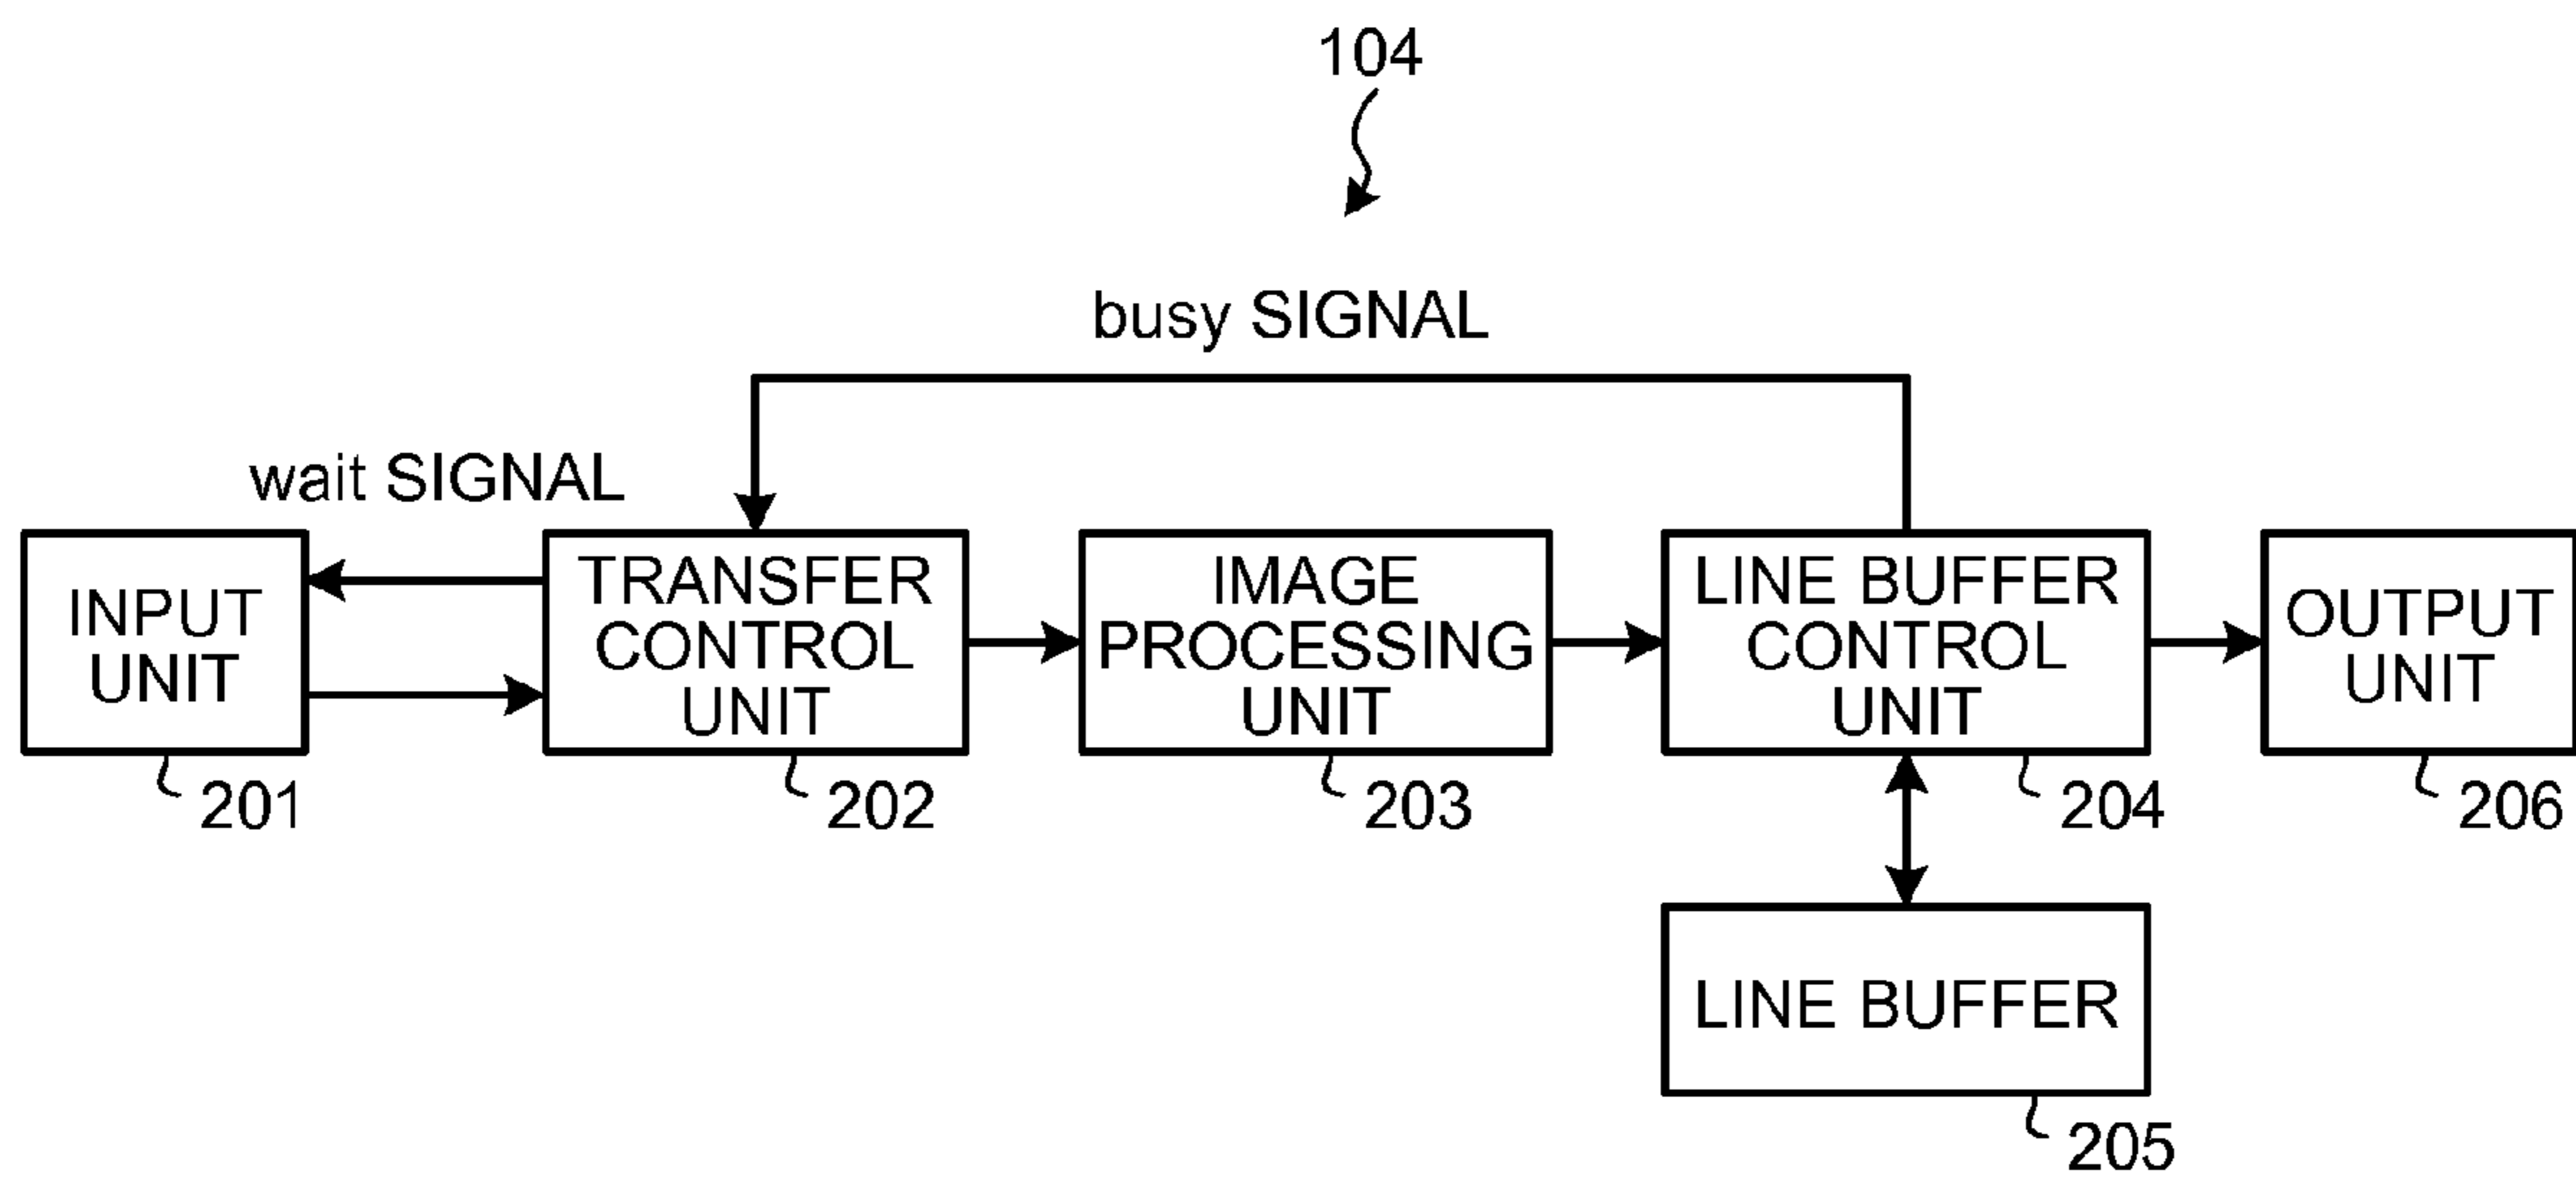 104
busy SIGNAL
wait SIGNAL
INPUT
UNIT
201
TRANSFER
CONTROL
UNIT
202
IMAGE
PROCESSING
UNIT
203
LINE BUFFER
CONTROL
UNIT
204
OUTPUT
UNIT
206
LINE BUFFER
205